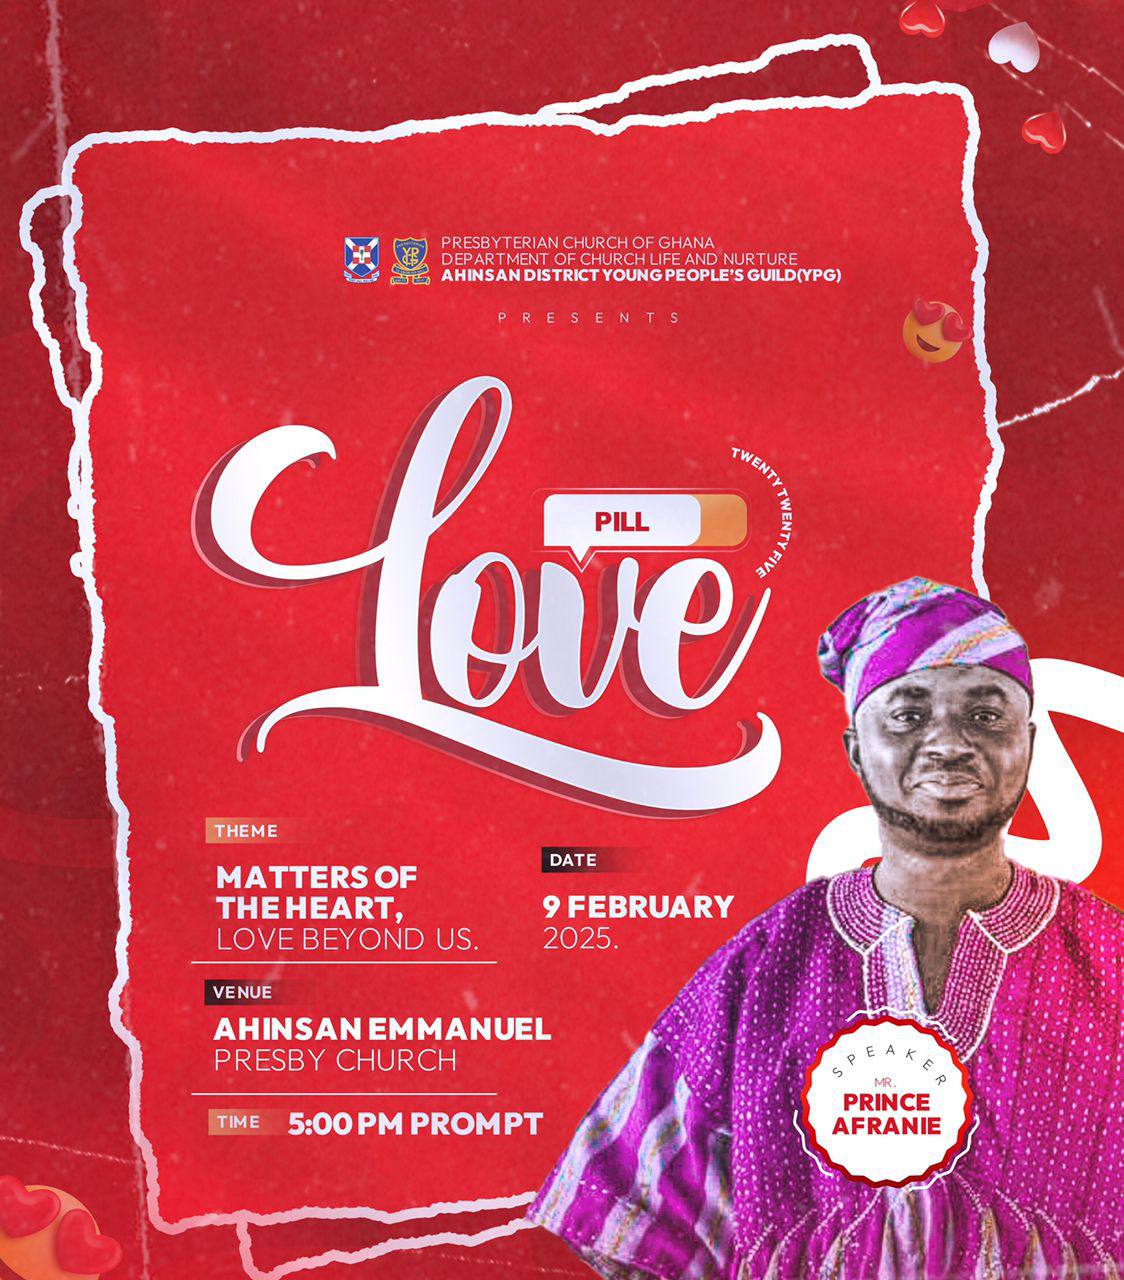 PRESBYTERIAN CHURCH OF GHANA
DEPARTMENT OF CHURCH LIFE AND NURTURE
AHINSAN DISTRICT YOUNG PEOPLE'S GUILD(YPG)
PRESENTS
Love
PILL
TWENTY TWENTY FIVE
THEME
MATTERS OF
THE HEART,
LOVE BEYOND US.
DATE
9 FEBRUARY
2025.
VENUE
AHINSAN EMMANUEL
PRESBY CHURCH
TIME
5:00 PM PROMPT
SPEAKER
MR.
PRINCE
AFRANIE